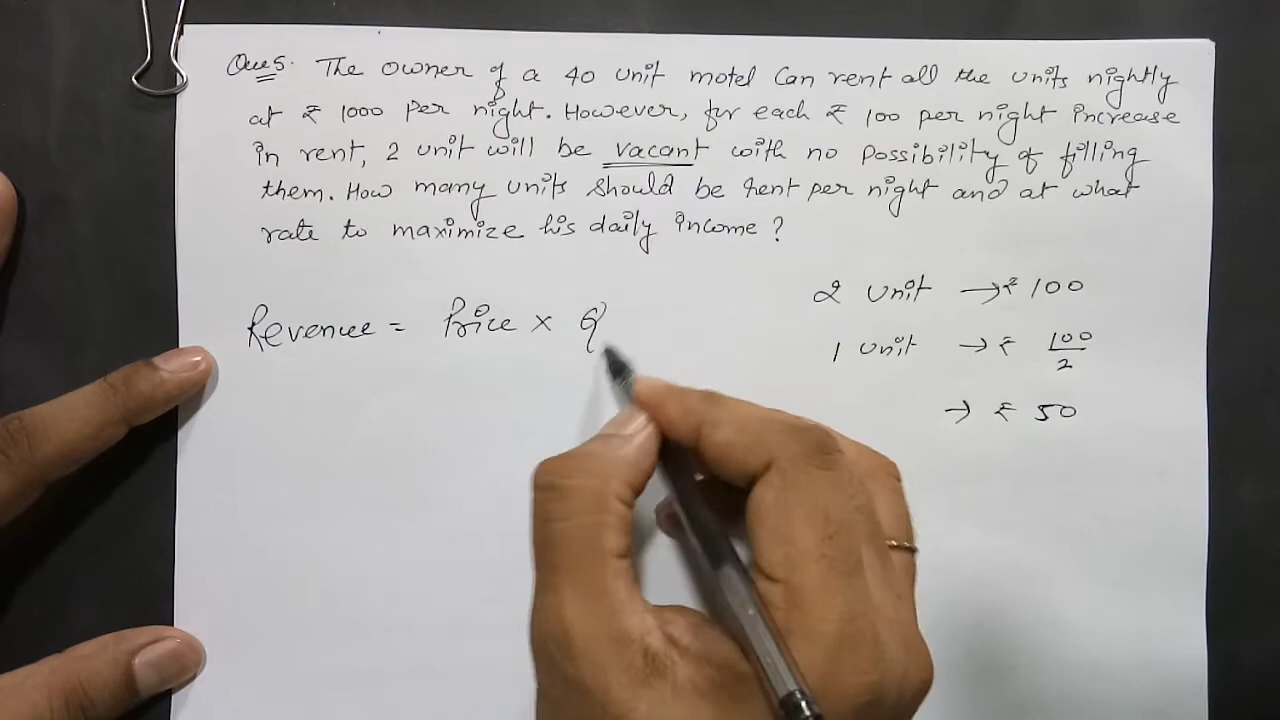 Ques. The owner of a 40 unit motel can rent all the units nightly
at ₹ 1000 per night. However, for each ₹ 100 per night increase
in rent, 2 unit will be vacant with no possibility of filling
them. How many units should be rent per night and at what
rate to maximize his daily income?
2 unit → ₹ 100
Revenue = Price × Q
1 unit → ₹ 100/2
→ ₹ 50